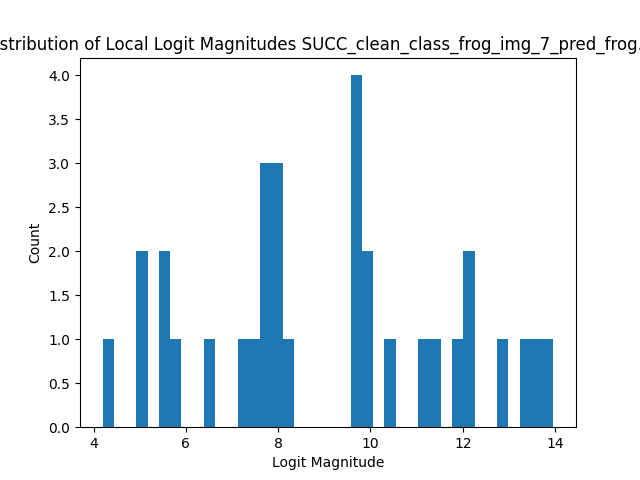 stribution of Local Logit Magnitudes SUCC_clean_class_frog_img_7_pred_frog.
4.0
3.5
3.0
2.5
2.0
1.5
1.0
0.5
0.0
Count
4 6 8 10 12 14
Logit Magnitude